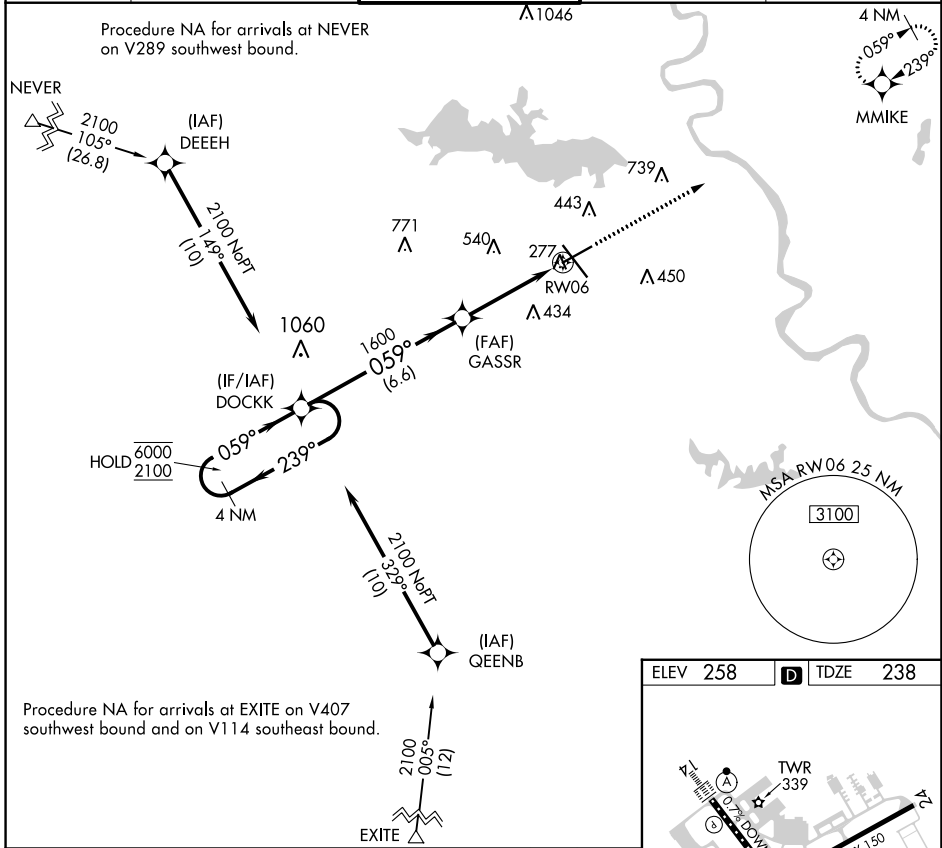 1046
Procedure NA for arrivals at NEVER
on V289 southwest bound.
4 NM
059°
239°
MMIKE
NEVER
2100
105°
(26.8)
(IAF)
DEEEH
2100 NoPT
149°
(10)
739
443
771
540
277
RW06
450
434
1060
1600
059°
(6.6)
(FAF)
GASSR
(IF/IAF)
DOCKK
HOLD
6000
2100
059°
239°
4 NM
MSA RW06 25 NM
3100
2100 NoPT
329°
(10)
(IAF)
QEENB
ELEV 258 D TDZE 238
Procedure NA for arrivals at EXITE on V407
southwest bound and on V114 southeast bound.
2100
005°
(12)
EXITE
14
A
TWR
339
24
P
0.7% DOWN
X 150